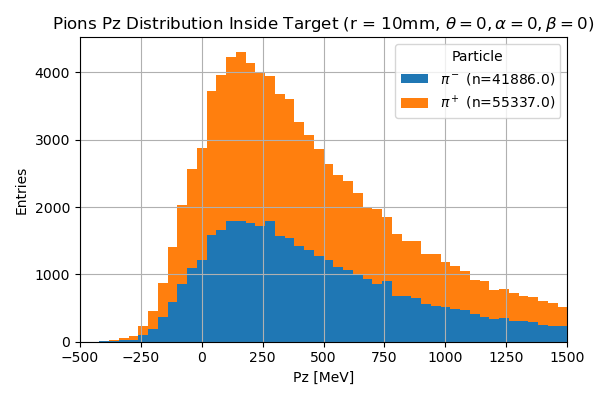 Pions Pz Distribution Inside Target (r = 10mm, θ = 0, α = 0, β = 0)
Particle
π⁻ (n=41886.0)
π⁺ (n=55337.0)
Entries
4000
3000
2000
1000
0
−500 −250 0 250 500 750 1000 1250 1500
Pz [MeV]